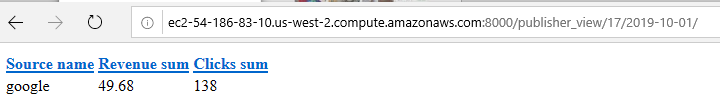 ec2-54-186-83-10.us-west-2.compute.amazonaws.com:8000/publisher_view/17/2019-10-01/
Source name Revenue sum Clicks sum
google 49.68 138